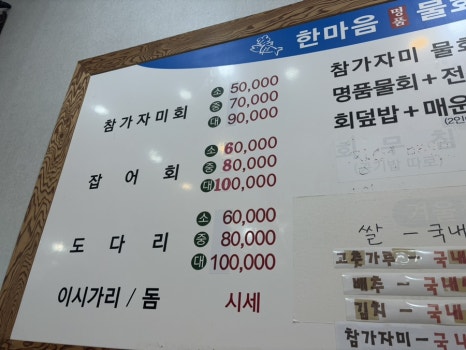 한마음 명품 물회
참가자미회
소 50,000
중 70,000
대 90,000
잡어회
소 60,000
중 80,000
대 100,000
도다리
소 60,000
중 80,000
대 100,000
이시가리 / 돔 시세
참가자미 물회
명품물회+전
회덮밥+매운
(2인
쌀 - 국내
고춧가루 - 국내
배추 - 국내
김치 - 국내
참가자미 - 국내